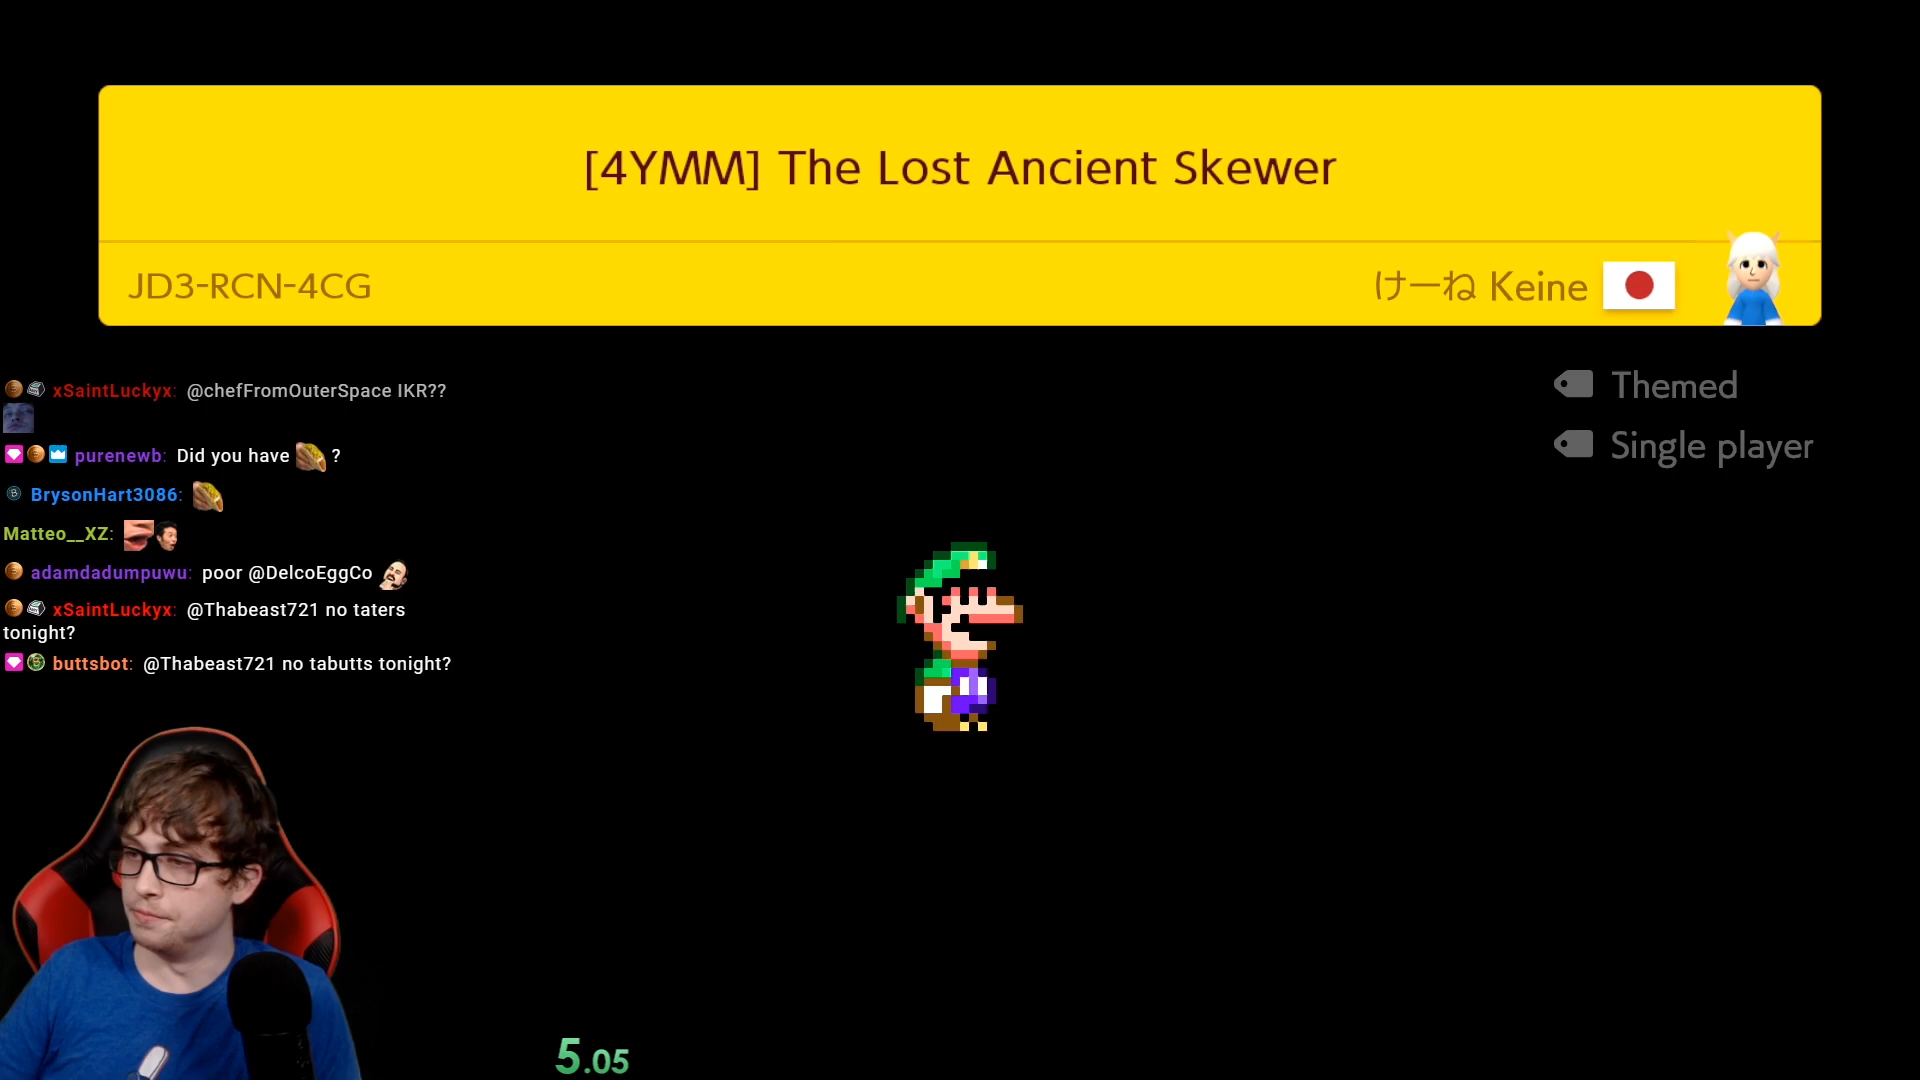 [4YMM] The Lost Ancient Skewer
JD3-RCN-4CG
けーね Keine
Themed
Single player
xSaintLuckyx: @chefFromOuterSpace IKR??
purenewb: Did you have ?
BrysonHart3086:
Matteo__XZ:
adamdadumpuwu: poor @DelcoEggCo
xSaintLuckyx: @Thabeast721 no taters
tonight?
buttsbot: @Thabeast721 no tabutts tonight?
5.05